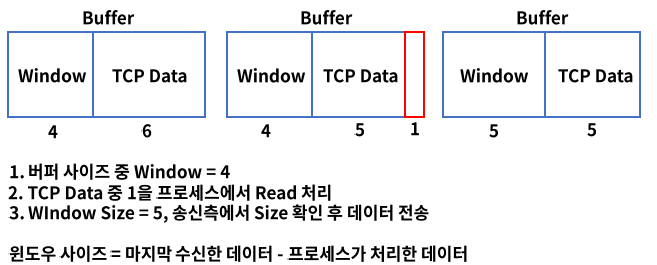 Buffer Buffer Buffer
Window TCP Data Window TCP Data Window TCP Data
4 6 4 5 1 5 5
1. 버퍼 사이즈 중 Window = 4
2. TCP Data 중 1을 프로세스에서 Read 처리
3. WIndow Size = 5, 송신측에서 Size 확인 후 데이터 전송
윈도우 사이즈 = 마지막 수신한 데이터 - 프로세스가 처리한 데이터